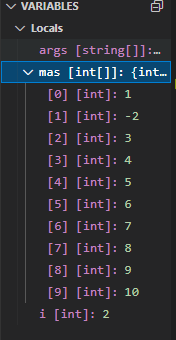 VARIABLES
Locals
args [string[]]:...
mas [int[]]: {int...
[0] [int]: 1
[1] [int]: -2
[2] [int]: 3
[3] [int]: 4
[4] [int]: 5
[5] [int]: 6
[6] [int]: 7
[7] [int]: 8
[8] [int]: 9
[9] [int]: 10
i [int]: 2